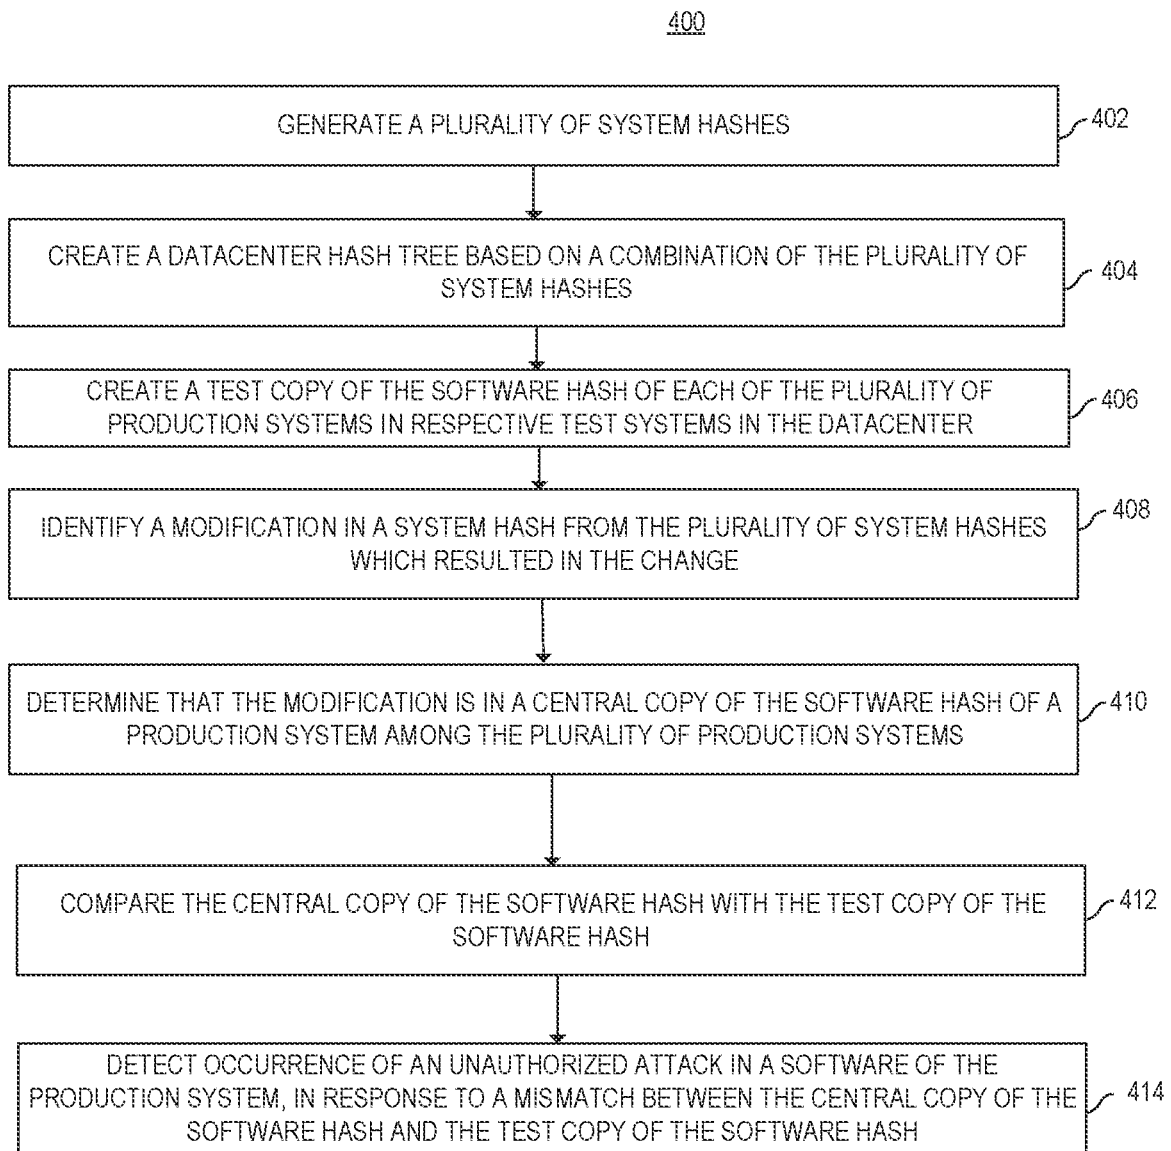 400
GENERATE A PLURALITY OF SYSTEM HASHES
402
CREATE A DATACENTER HASH TREE BASED ON A COMBINATION OF THE PLURALITY OF
SYSTEM HASHES
404
CREATE A TEST COPY OF THE SOFTWARE HASH OF EACH OF THE PLURALITY OF
PRODUCTION SYSTEMS IN RESPECTIVE TEST SYSTEMS IN THE DATACENTER
406
IDENTIFY A MODIFICATION IN A SYSTEM HASH FROM THE PLURALITY OF SYSTEM HASHES
WHICH RESULTED IN THE CHANGE
408
DETERMINE THAT THE MODIFICATION IS IN A CENTRAL COPY OF THE SOFTWARE HASH OF A
PRODUCTION SYSTEM AMONG THE PLURALITY OF PRODUCTION SYSTEMS
410
COMPARE THE CENTRAL COPY OF THE SOFTWARE HASH WITH THE TEST COPY OF THE
SOFTWARE HASH
412
DETECT OCCURRENCE OF AN UNAUTHORIZED ATTACK IN A SOFTWARE OF THE
PRODUCTION SYSTEM, IN RESPONSE TO A MISMATCH BETWEEN THE CENTRAL COPY OF THE
SOFTWARE HASH AND THE TEST COPY OF THE SOFTWARE HASH
414